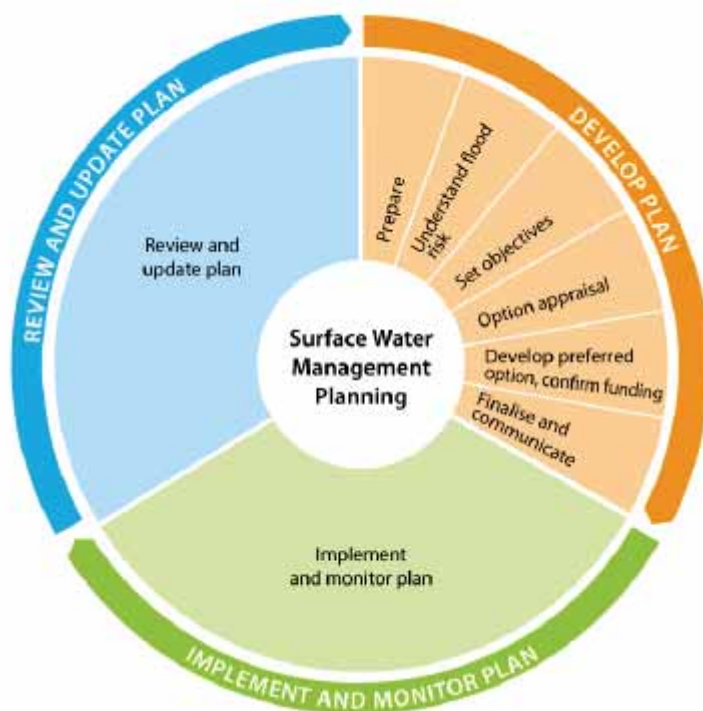 REVIEW AND UPDATE PLAN
DEVELOP PLAN
Prepare
Understand flood
risk
Set objectives
Option appraisal
Develop preferred
option, confirm funding
Finalise and
communicate
Review and
update plan
Surface Water
Management
Planning
Implement
and monitor plan
IMPLEMENT AND MONITOR PLAN